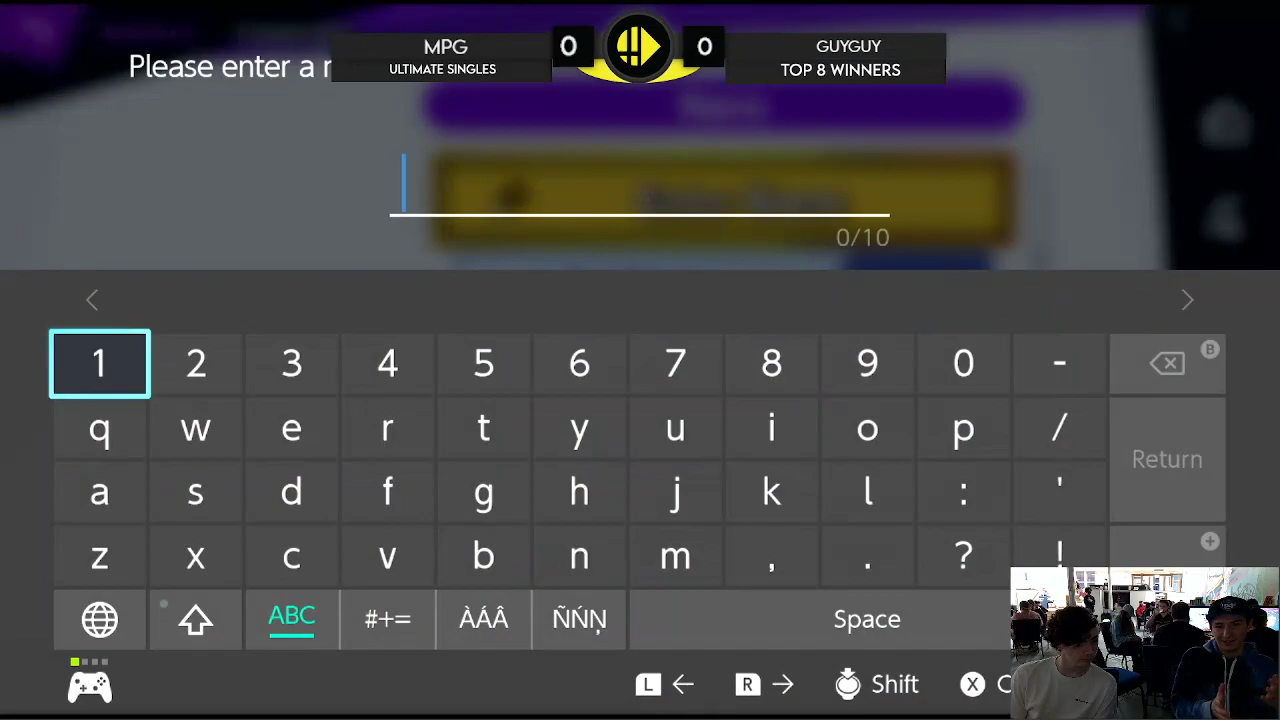 MPG
ULTIMATE SINGLES
0
0
GUYGUY
TOP 8 WINNERS
Please enter a
0/10
1 2 3 4 5 6 7 8 9 0 - B
q w e r t y u i o p /
Return
a s d f g h j k l : '
z x c v b n m , . ? ! +
ABC #+= ÀÁÂ ÑŃŅ Space
L ← R → Shift X